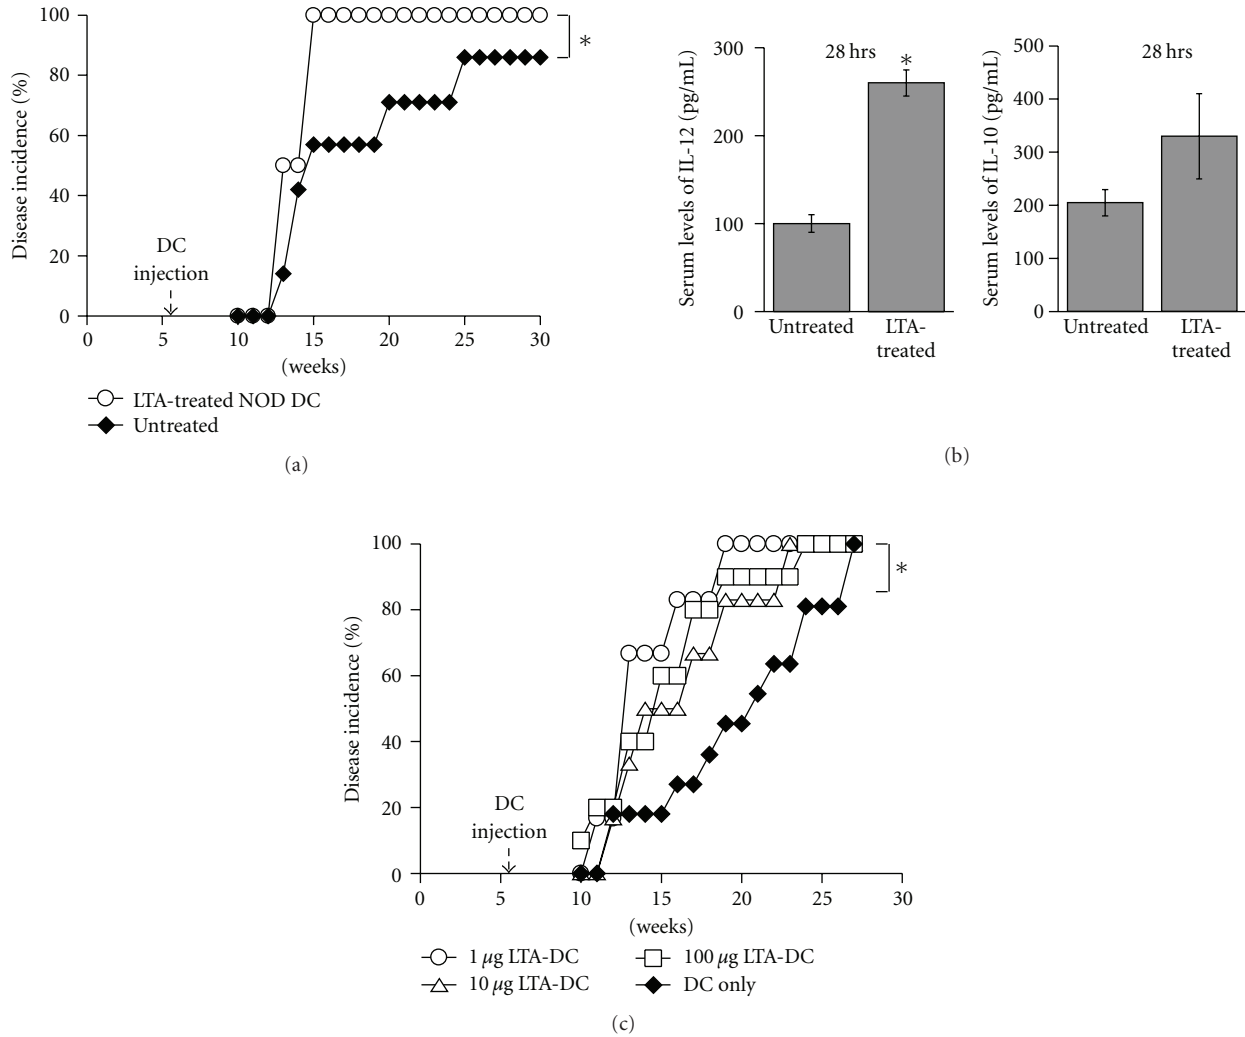 100
80
60
40
20
0
Disease incidence (%)
DC
injection
*
0 5 10 15 20 25 30
(weeks)
LTA-treated NOD DC
Untreated
(a)
300
200
100
0
Serum levels of IL-12 (pg/mL)
28 hrs
*
Untreated LTA-
treated
500
400
300
200
100
0
Serum levels of IL-10 (pg/mL)
28 hrs
Untreated LTA-
treated
(b)
100
80
60
40
20
0
Disease incidence (%)
DC
injection
*
0 5 10 15 20 25 30
(weeks)
1 µg LTA-DC 100 µg LTA-DC
10 µg LTA-DC DC only
(c)